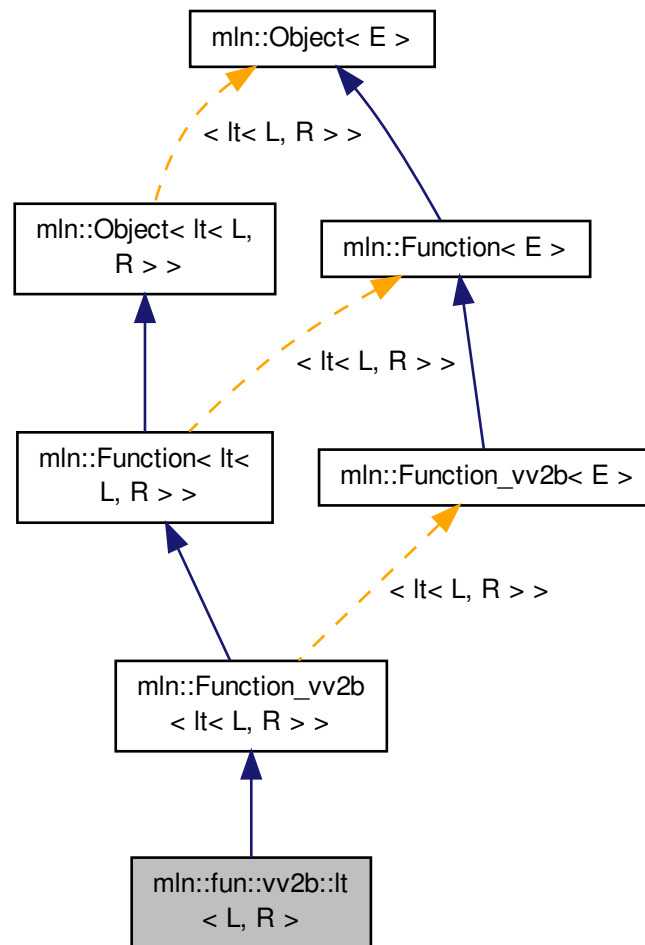 mln::Object< E >
< lt< L, R > >
mln::Object< lt< L,
R > >
mln::Function< E >
< lt< L, R > >
mln::Function< lt<
L, R > >
mln::Function_vv2b< E >
< lt< L, R > >
mln::Function_vv2b
< lt< L, R > >
mln::fun::vv2b::lt
< L, R >